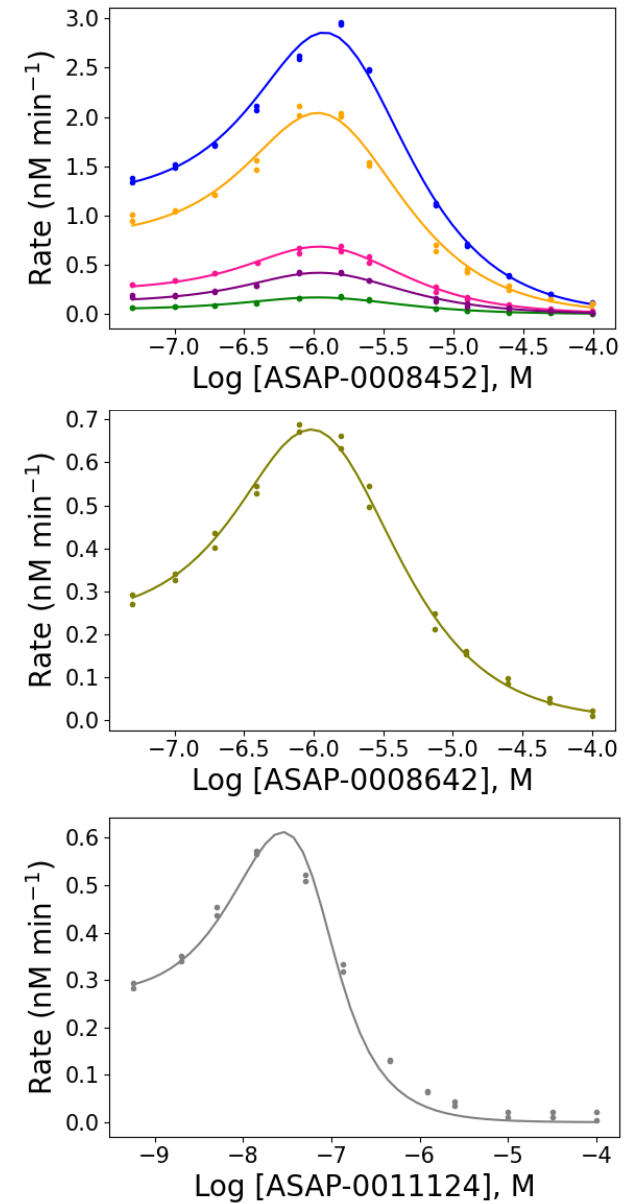 3.0
2.5
2.0
1.5
1.0
0.5
0.0
Rate (nM min⁻¹)
−7.0 −6.5 −6.0 −5.5 −5.0 −4.5 −4.0
Log [ASAP-0008452], M
0.7
0.6
0.5
0.4
0.3
0.2
0.1
0.0
Rate (nM min⁻¹)
−7.0 −6.5 −6.0 −5.5 −5.0 −4.5 −4.0
Log [ASAP-0008642], M
0.6
0.5
0.4
0.3
0.2
0.1
0.0
Rate (nM min⁻¹)
−9 −8 −7 −6 −5 −4
Log [ASAP-0011124], M